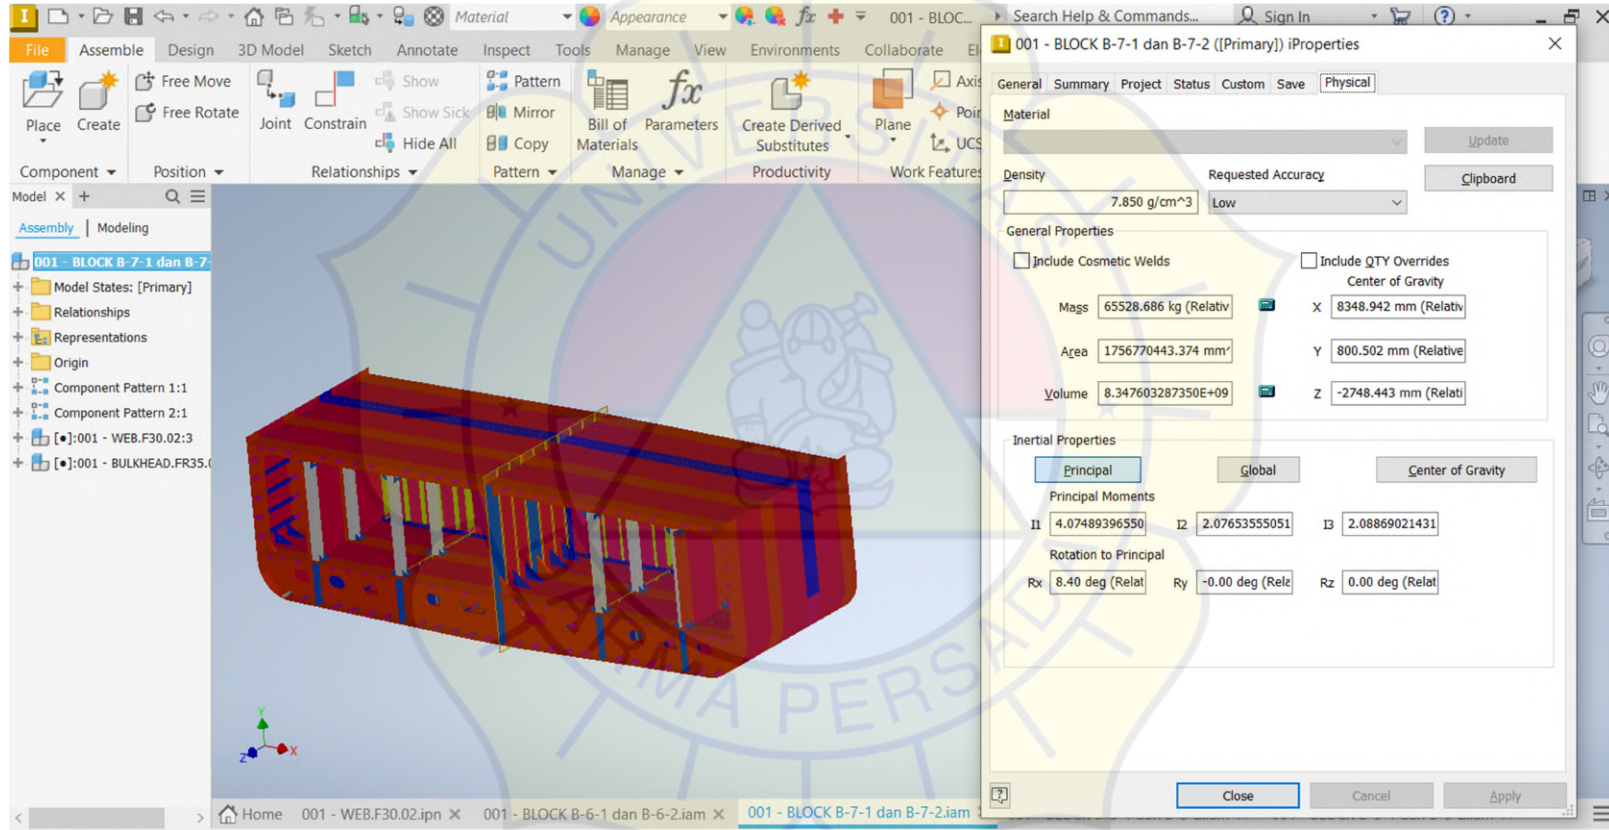 Material
Appearance
fx
001 - BLOC...
Search Help & Commands...
Sign In
File
Assemble
Design
3D Model
Sketch
Annotate
Inspect
Tools
Manage
View
Environments
Collaborate
Place
Create
Free Move
Free Rotate
Joint
Constrain
Show
Show Sick
Hide All
Pattern
Mirror
Copy
Bill of
Materials
fx
Parameters
Create Derived
Substitutes
Plane
UCS
Component
Position
Relationships
Pattern
Manage
Productivity
Work Features
Model × +
Assembly | Modeling
001 - BLOCK B-7-1 dan B-7-
Model States: [Primary]
Relationships
Representations
Origin
Component Pattern 1:1
Component Pattern 2:1
[•]:001 - WEB.F30.02:3
[•]:001 - BULKHEAD.FR35.0
Y
Z
X
UNIVERSITAS
DARMA PERSADA
Home
001 - WEB.F30.02.ipn ×
001 - BLOCK B-6-1 dan B-6-2.iam ×
001 - BLOCK B-7-1 dan B-7-2.iam
001 - BLOCK B-7-1 dan B-7-2 ([Primary]) iProperties
General Summary Project Status Custom Save Physical
Material
Update
Density
Requested Accuracy
Clipboard
7.850 g/cm^3
Low
General Properties
Include Cosmetic Welds
Include QTY Overrides
Center of Gravity
Mass 65528.686 kg (Relativ
X 8348.942 mm (Relativ
Area 1756770443.374 mm^
Y 800.502 mm (Relative
Volume 8.347603287350E+09
Z -2748.443 mm (Relati
Inertial Properties
Principal
Global
Center of Gravity
Principal Moments
I1 4.07489396550
I2 2.07653555051
I3 2.08869021431
Rotation to Principal
Rx 8.40 deg (Relat
Ry -0.00 deg (Rela
Rz 0.00 deg (Relat
Close
Cancel
Apply